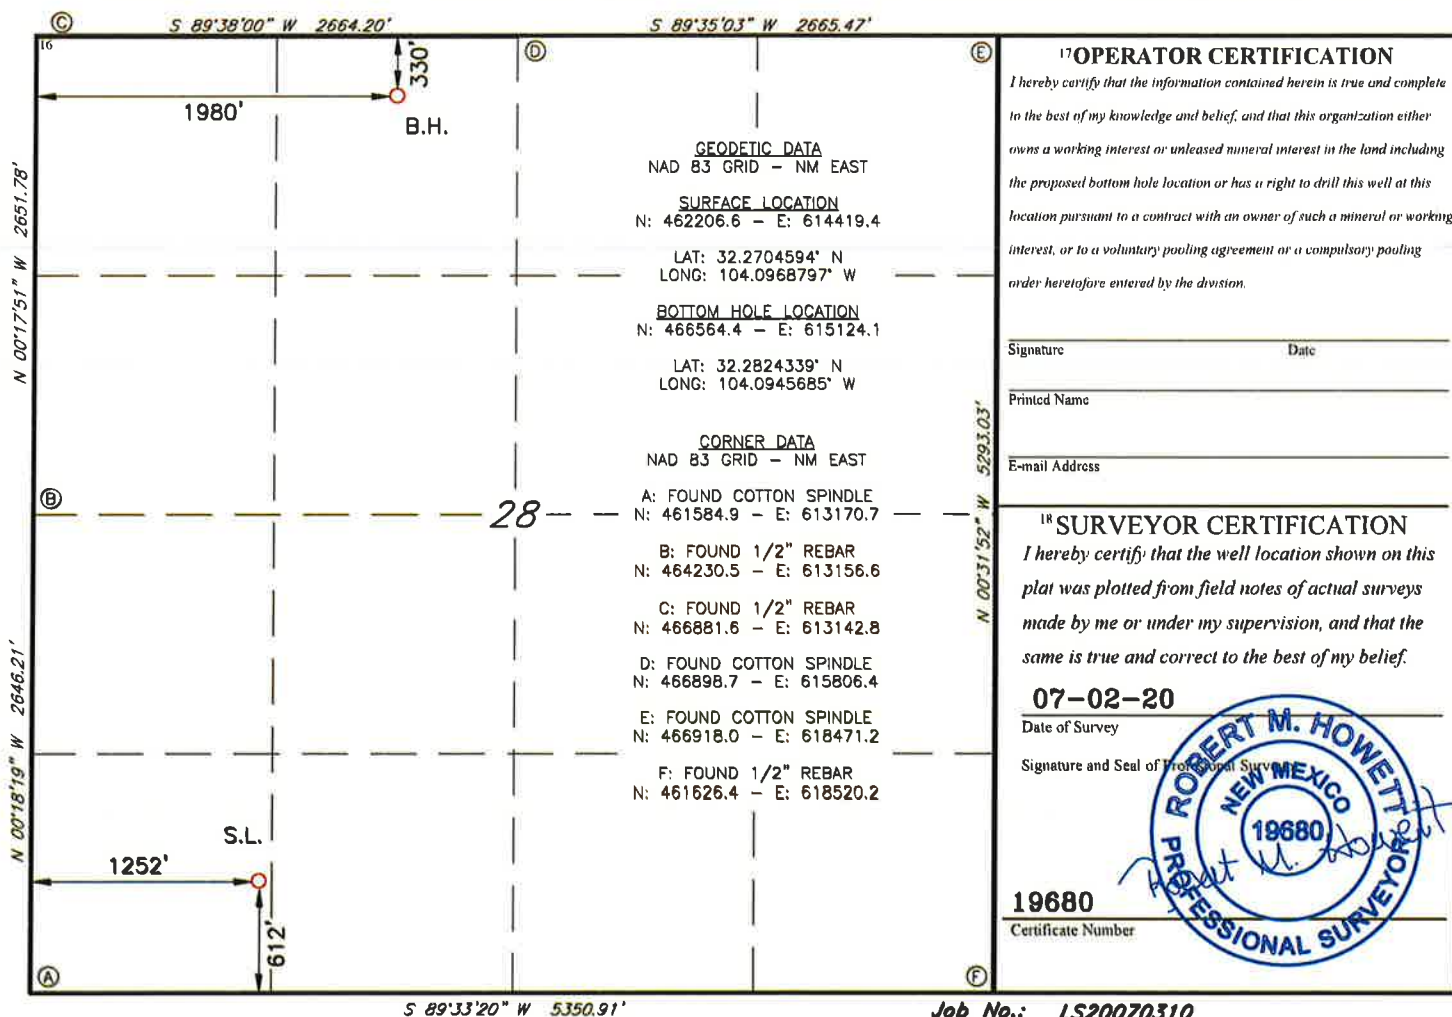 S 89°38'00" W 2664.20'
S 89°35'03" W 2665.47'
C
D
E
16
330'
1980'
B.H.
N 00°17'51" W 2651.78'
GEODETIC DATA
NAD 83 GRID - NM EAST
SURFACE LOCATION
N: 462206.6 - E: 614419.4
LAT: 32.2704594° N
LONG: 104.0968797° W
BOTTOM HOLE LOCATION
N: 466564.4 - E: 615124.1
LAT: 32.2824339° N
LONG: 104.0945685° W
CORNER DATA
NAD 83 GRID - NM EAST
A: FOUND COTTON SPINDLE
N: 461584.9 - E: 613170.7
B: FOUND 1/2" REBAR
N: 464230.5 - E: 613156.6
C: FOUND 1/2" REBAR
N: 466881.6 - E: 613142.8
D: FOUND COTTON SPINDLE
N: 466898.7 - E: 615806.4
E: FOUND COTTON SPINDLE
N: 466918.0 - E: 618471.2
F: FOUND 1/2" REBAR
N: 461626.4 - E: 618520.2
B
28
N 00°31'52" W 5293.03'
N 00°18'19" W 2646.21'
S.L.
1252'
612'
A
F
S 89°33'20" W 5350.91'
17 OPERATOR CERTIFICATION
I hereby certify that the information contained herein is true and complete
to the best of my knowledge and belief, and that this organization either
owns a working interest or unleased mineral interest in the land including
the proposed bottom hole location or has a right to drill this well at this
location pursuant to a contract with an owner of such a mineral or working
interest, or to a voluntary pooling agreement or a compulsory pooling
order heretofore entered by the division.
Signature Date
Printed Name
E-mail Address
18 SURVEYOR CERTIFICATION
I hereby certify that the well location shown on this
plat was plotted from field notes of actual surveys
made by me or under my supervision, and that the
same is true and correct to the best of my belief.
07-02-20
Date of Survey
Signature and Seal of Professional Surveyor
ROBERT M. HOWETT
NEW MEXICO
19680
PROFESSIONAL SURVEYOR
Robert M. Howett
19680
Certificate Number
Job No.: LS20070310